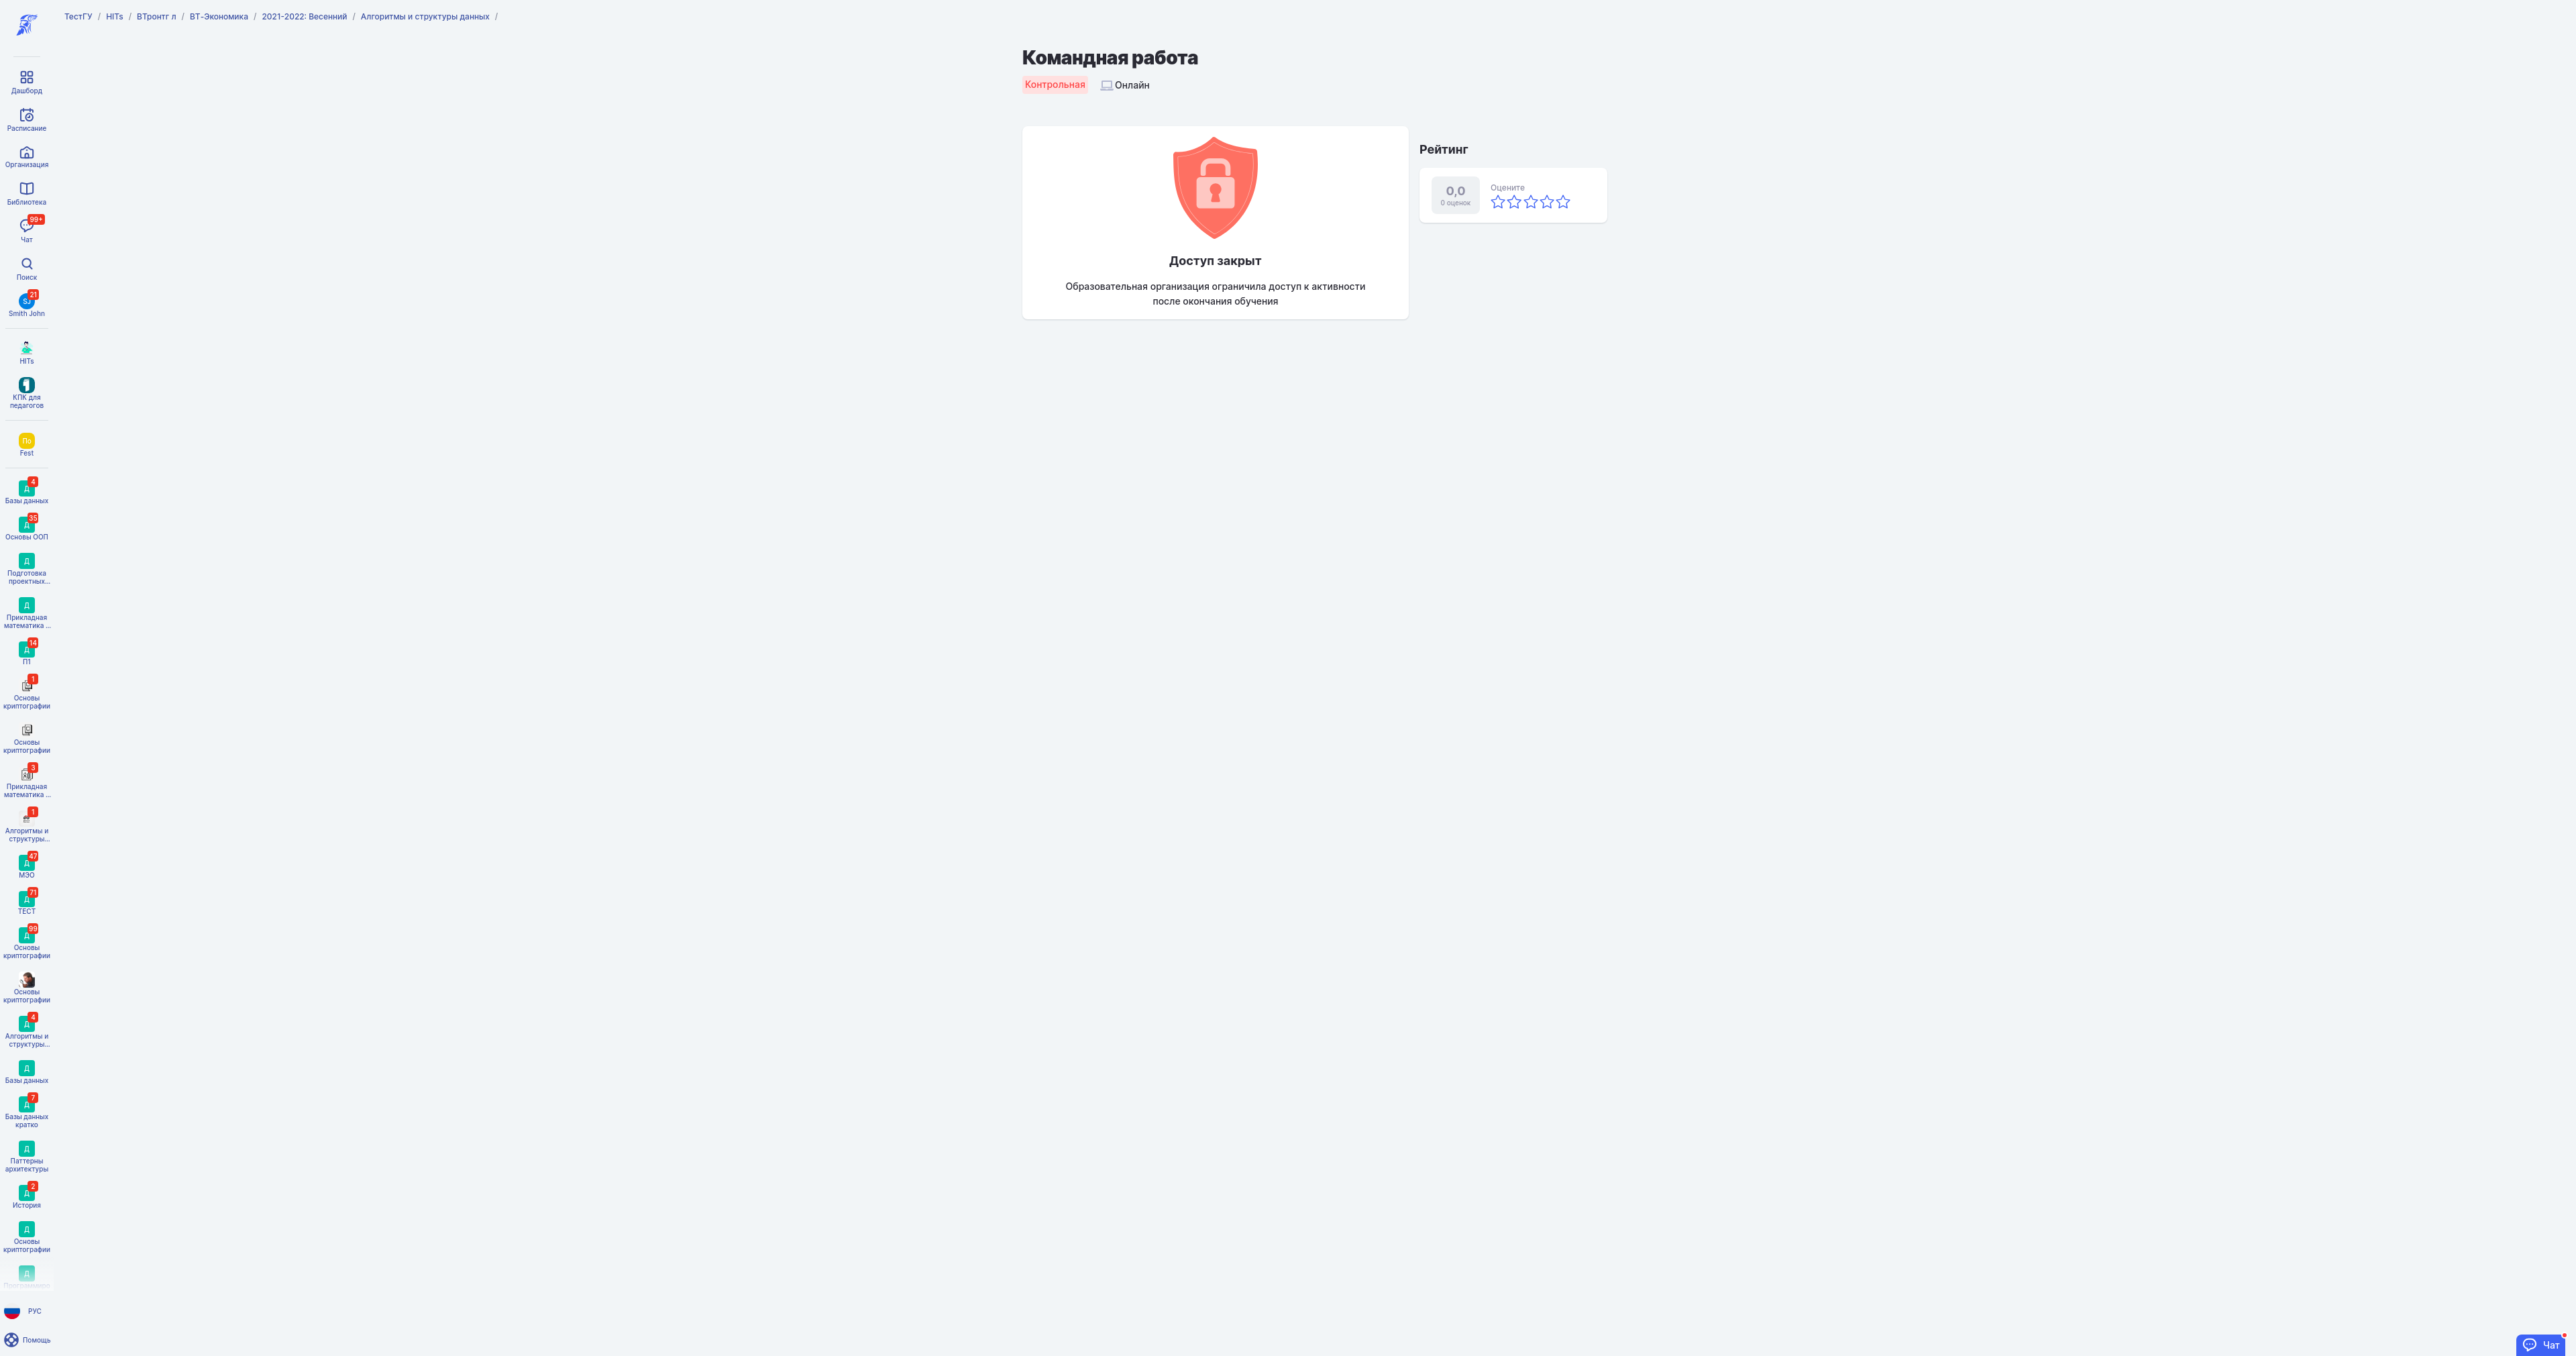 ТестГУ / HITs / ВТронтг л / ВТ-Экономика / 2021-2022: Весенний / Алгоритмы и структуры данных /
Дашборд
Расписание
Организация
Библиотека
99+
Чат
Поиск
SJ
21
Smith John
HITs
КПК для
педагогов
Па
Fest
Д
4
Базы данных
Д
35
Основы ООП
Д
Подготовка
проектных...
Д
Прикладная
математика ...
Д
14
П1
1
Основы
криптографии
Основы
криптографии
3
Прикладная
математика ...
1
Алгоритмы и
структуры...
Д
47
МЭО
Д
71
ТЕСТ
Д
99
Основы
криптографии
Основы
криптографии
Д
4
Алгоритмы и
структуры...
Д
Базы данных
Д
7
Базы данных
кратко
Д
Паттерны
архитектуры
Д
2
История
Д
Основы
криптографии
Д
РУС
Помощь
Командная работа
Контрольная Онлайн
Доступ закрыт
Образовательная организация ограничила доступ к активности
после окончания обучения
Рейтинг
0,0
0 оценок
Оцените
Чат